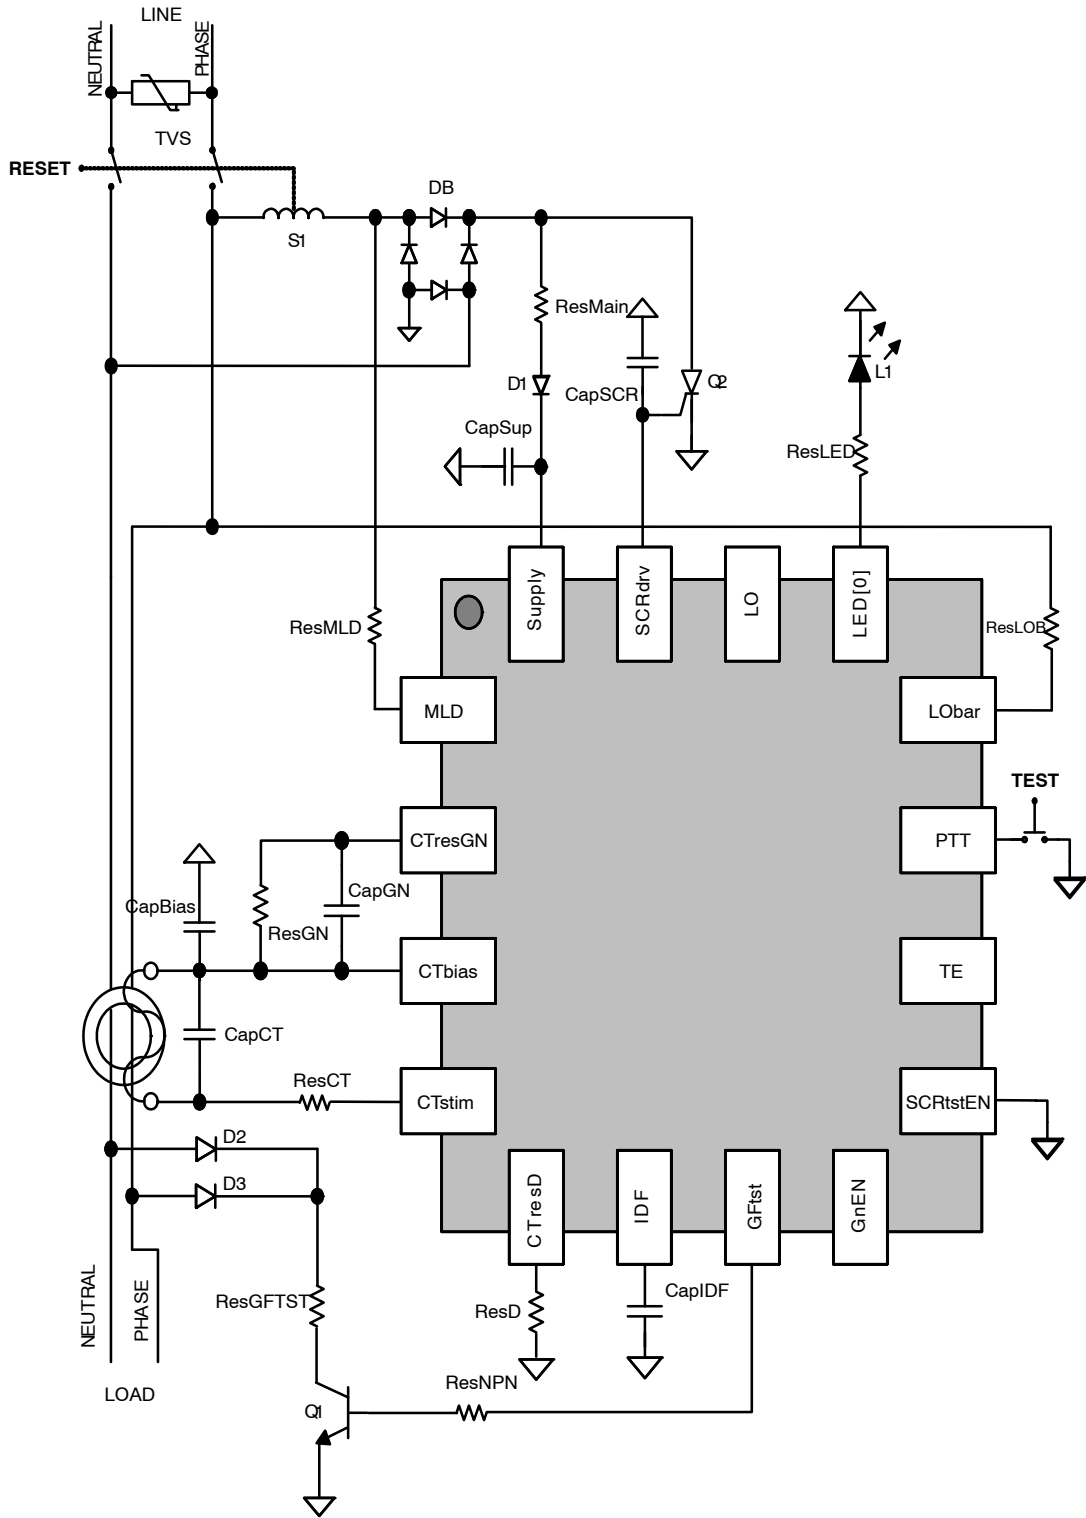 LINE
NEUTRAL
PHASE
TVS
RESET
DB
S1
ResMain
D1
CapSCR
Q2
L1
CapSup
ResLED
Supply
SCRdrv
LO
LED[0]
ResMLD
ResLOB
MLD
LObar
TEST
CTresGN
PTT
CapGN
CapBias
ResGN
CTbias
TE
CapCT
ResCT
CTstim
SCRtstEN
D2
D3
CTresD
IDF
GFtst
GnEN
NEUTRAL
PHASE
ResGFTST
ResD
CapIDF
LOAD
ResNPN
Q1